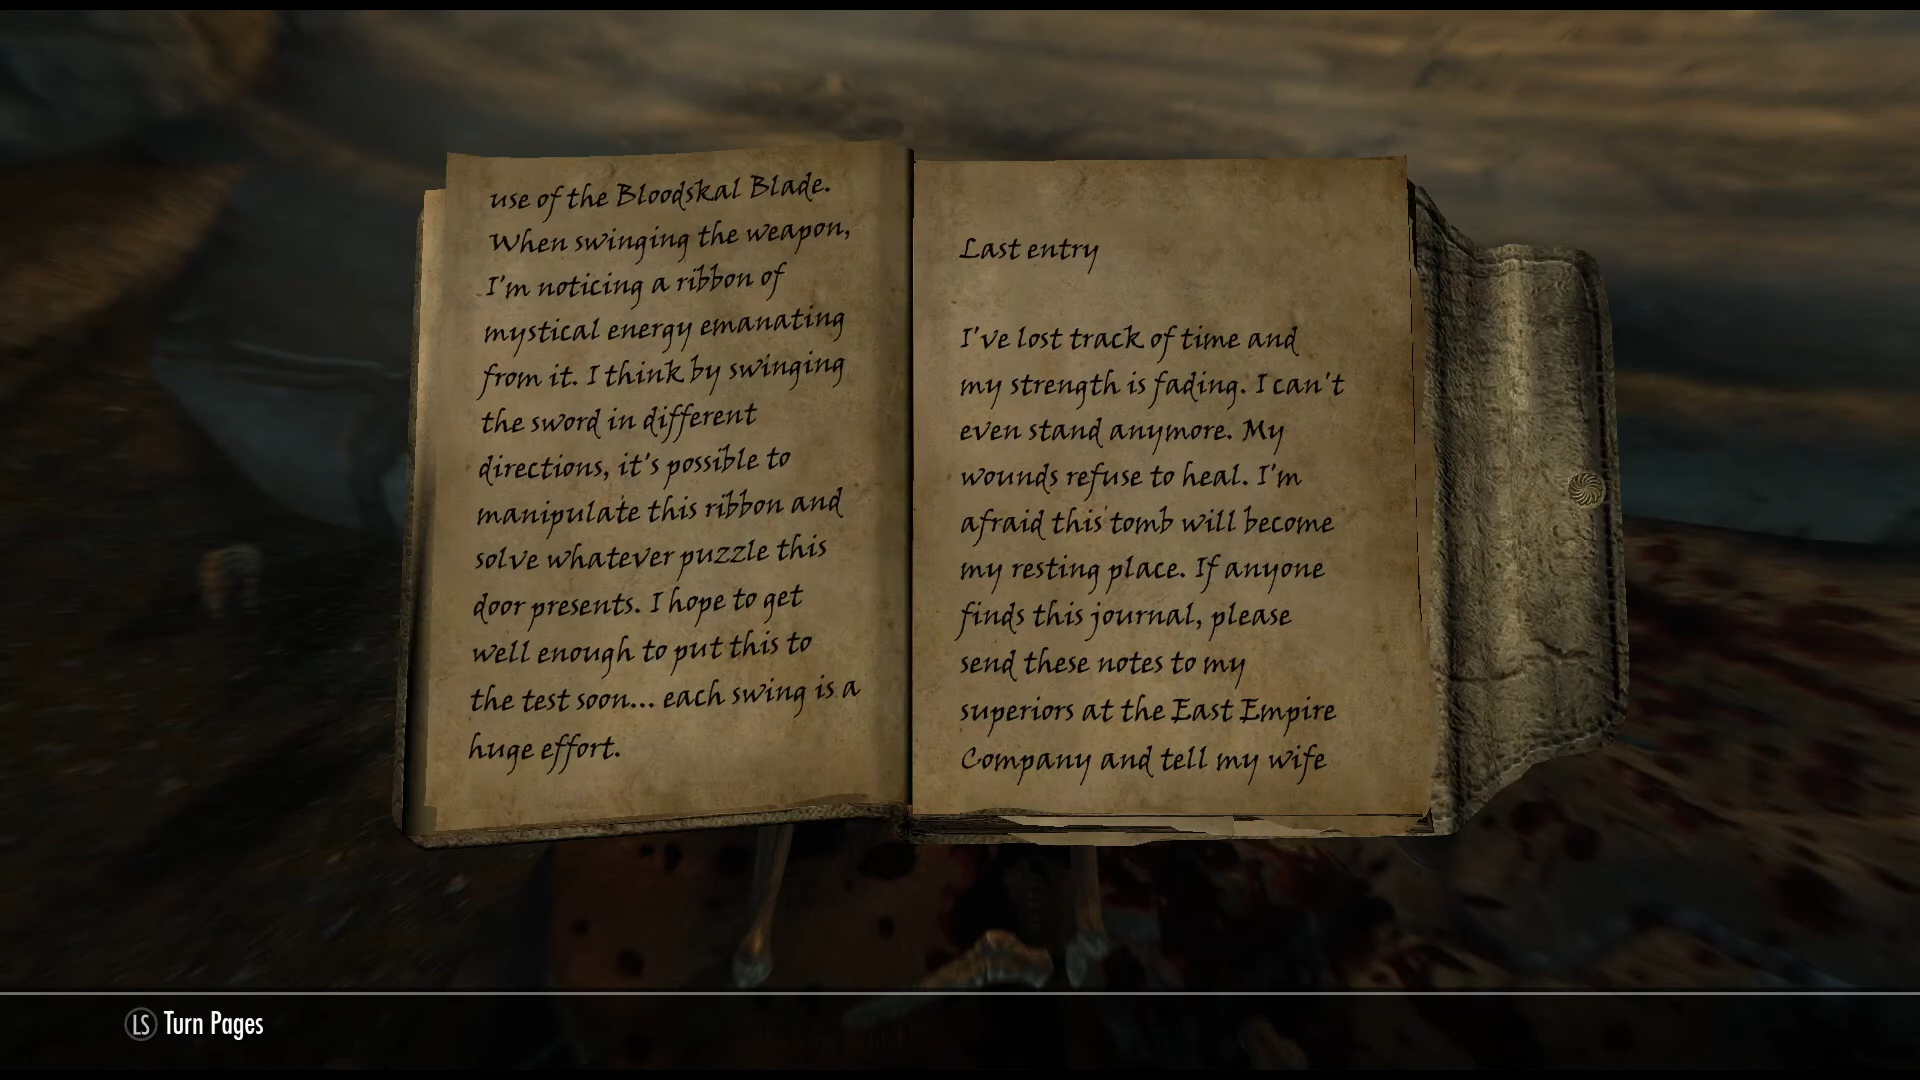 use of the Bloodskal Blade.
When swinging the weapon,
I'm noticing a ribbon of
mystical energy emanating
from it. I think by swinging
the sword in different
directions, it's possible to
manipulate this ribbon and
solve whatever puzzle this
door presents. I hope to get
well enough to put this to
the test soon... each swing is a
huge effort.
Last entry
I've lost track of time and
my strength is fading. I can't
even stand anymore. My
wounds refuse to heal. I'm
afraid this tomb will become
my resting place. If anyone
finds this journal, please
send these notes to my
superiors at the East Empire
Company and tell my wife
LS Turn Pages